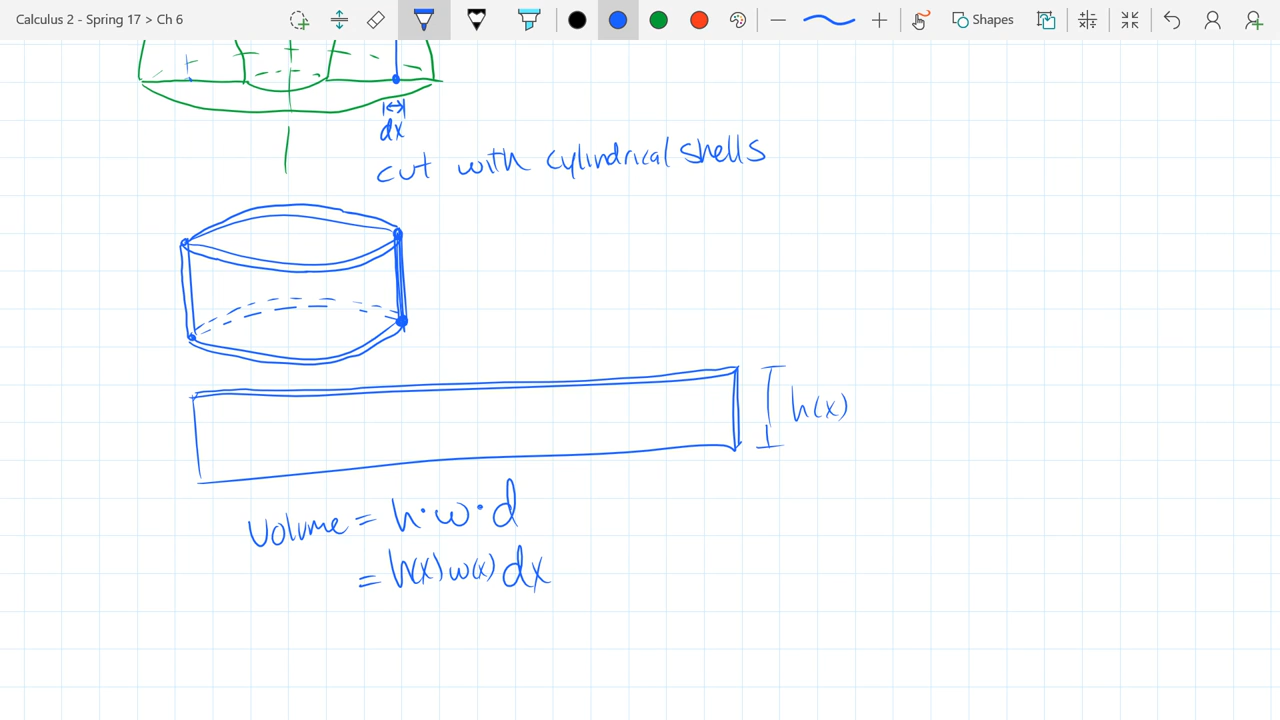 Calculus 2 - Spring 17 > Ch 6
Shapes
dx
cut with cylindrical shells
h(x)
Volume = h · w · d
= h(x) w(x) dx